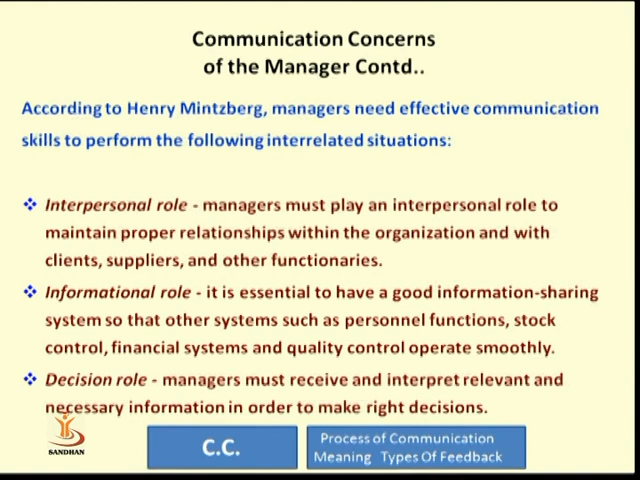 Communication Concerns
of the Manager Contd..
According to Henry Mintzberg, managers need effective communication
skills to perform the following interrelated situations:
Interpersonal role - managers must play an interpersonal role to
maintain proper relationships within the organization and with
clients, suppliers, and other functionaries.
Informational role - it is essential to have a good information-sharing
system so that other systems such as personnel functions, stock
control, financial systems and quality control operate smoothly.
Decision role - managers must receive and interpret relevant and
necessary information in order to make right decisions.
SANDHAN
C.C.
Process of Communication
Meaning Types Of Feedback